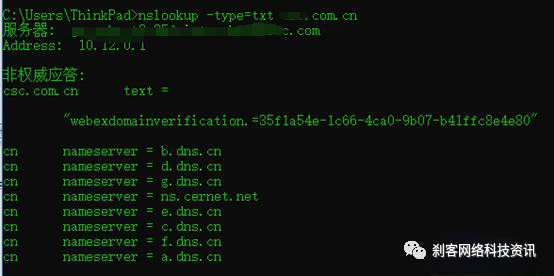 C:\Users\ThinkPad>nslookup -type=txt .com.cn
服务器: .com
Address: 10.12.0.1
非权威应答:
csc.com.cn text =
"webexdomainverification.=35f1a54e-1c66-4ca0-9b07-b41ffc8e4e80"
cn nameserver = b.dns.cn
cn nameserver = d.dns.cn
cn nameserver = g.dns.cn
cn nameserver = ns.cernet.net
cn nameserver = e.dns.cn
cn nameserver = c.dns.cn
cn nameserver = f.dns.cn
cn nameserver = a.dns.cn
刹客网络科技资讯